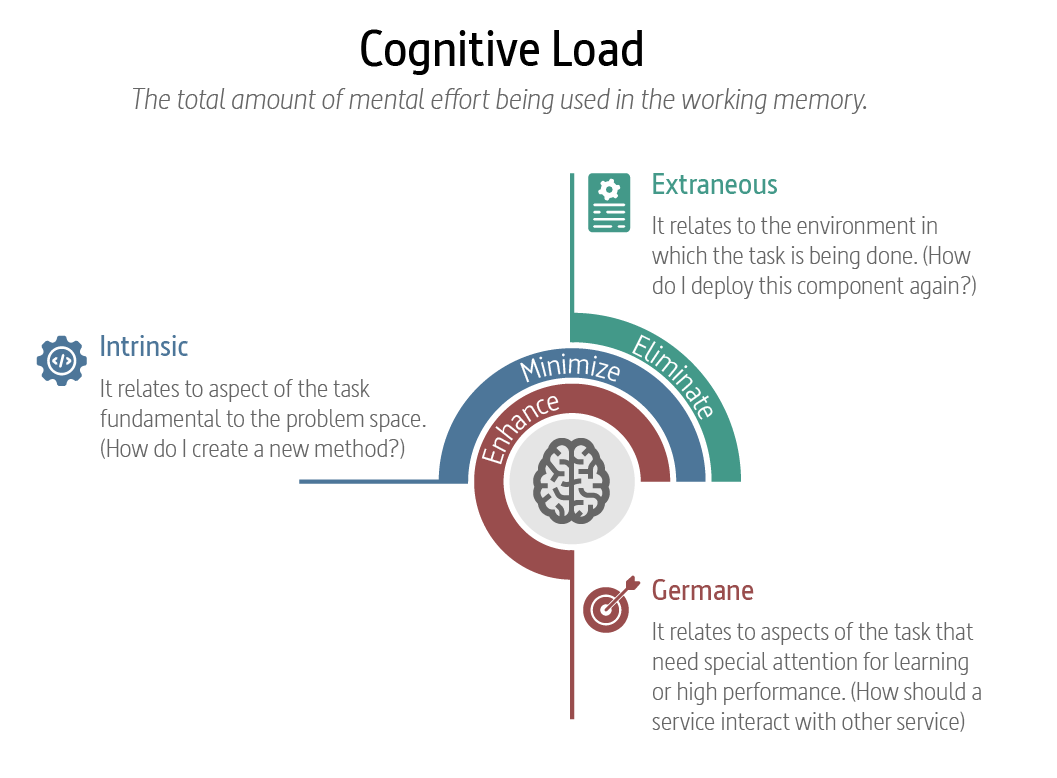 Cognitive Load
The total amount of mental effort being used in the working memory.
Extraneous
It relates to the environment in
which the task is being done. (How
do I deploy this component again?)
Intrinsic
It relates to aspect of the task
fundamental to the problem space.
(How do I create a new method?)
Eliminate
Minimize
Enhance
Germane
It relates to aspects of the task that
need special attention for learning
or high performance. (How should a
service interact with other service)